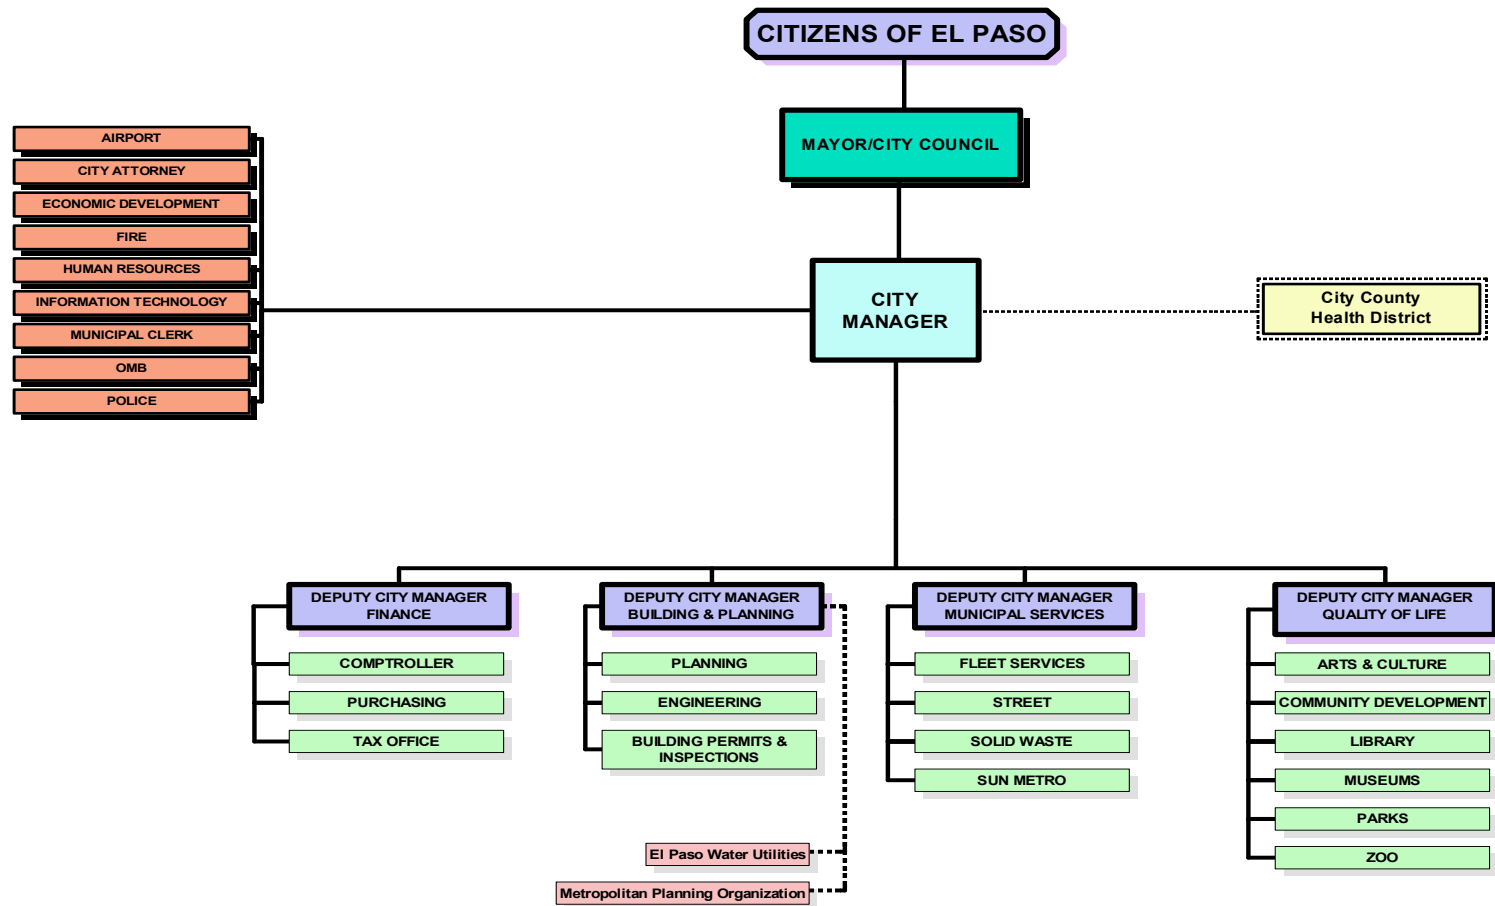 CITIZENS OF EL PASO
MAYOR/CITY COUNCIL
AIRPORT
CITY ATTORNEY
ECONOMIC DEVELOPMENT
FIRE
HUMAN RESOURCES
INFORMATION TECHNOLOGY
MUNICIPAL CLERK
OMB
POLICE
CITY
MANAGER
City County
Health District
DEPUTY CITY MANAGER
FINANCE
COMPTROLLER
PURCHASING
TAX OFFICE
DEPUTY CITY MANAGER
BUILDING & PLANNING
PLANNING
ENGINEERING
BUILDING PERMITS &
INSPECTIONS
El Paso Water Utilities
Metropolitan Planning Organization
DEPUTY CITY MANAGER
MUNICIPAL SERVICES
FLEET SERVICES
STREET
SOLID WASTE
SUN METRO
DEPUTY CITY MANAGER
QUALITY OF LIFE
ARTS & CULTURE
COMMUNITY DEVELOPMENT
LIBRARY
MUSEUMS
PARKS
ZOO